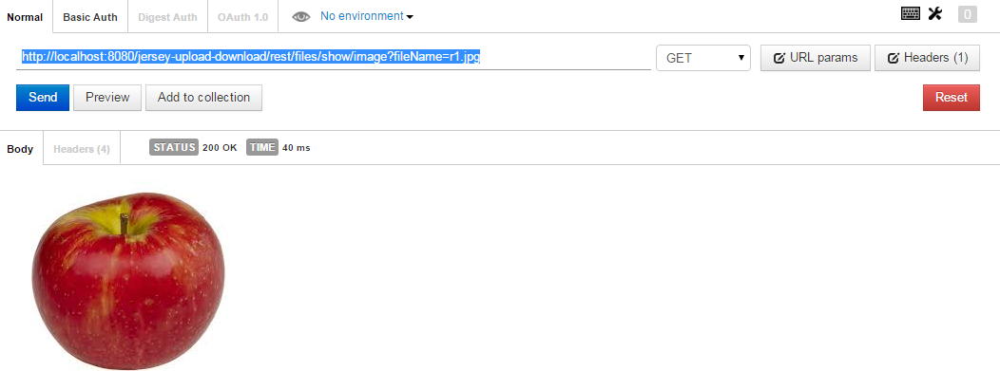 Normal Basic Auth Digest Auth OAuth 1.0 No environment 0
http://localhost:8080/jersey-upload-download/rest/files/show/image?fileName=r1.jpg GET URL params Headers (1)
Send Preview Add to collection Reset
Body Headers (4) STATUS 200 OK TIME 40 ms